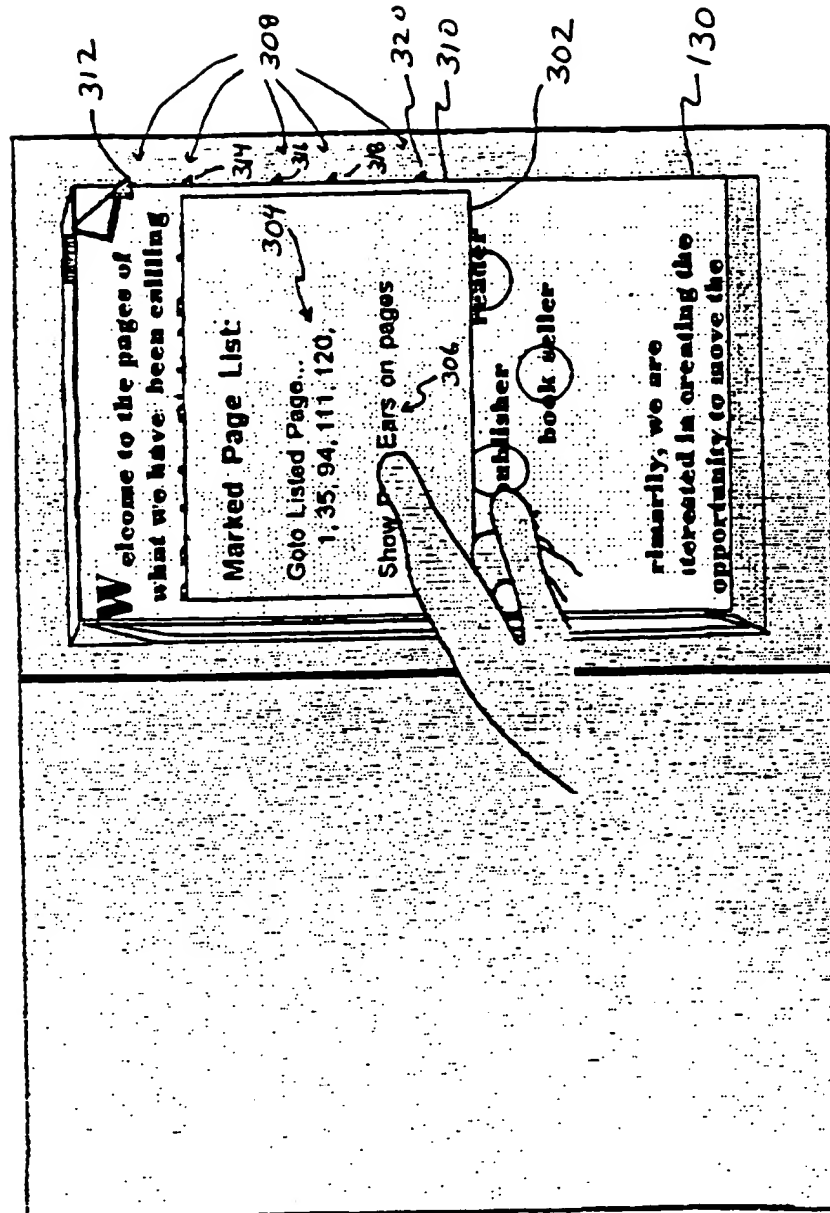 Welcome to the pages of
what we have been calling
Marked Page List:
Goto Listed Page...
1, 35, 94, 111, 120,
Show Ears on pages
reader
ublisher
book seller
rimarily, we are
iterested in creating the
opportunity to move the
312
308
314
316
318
320
310
302
304
306
130